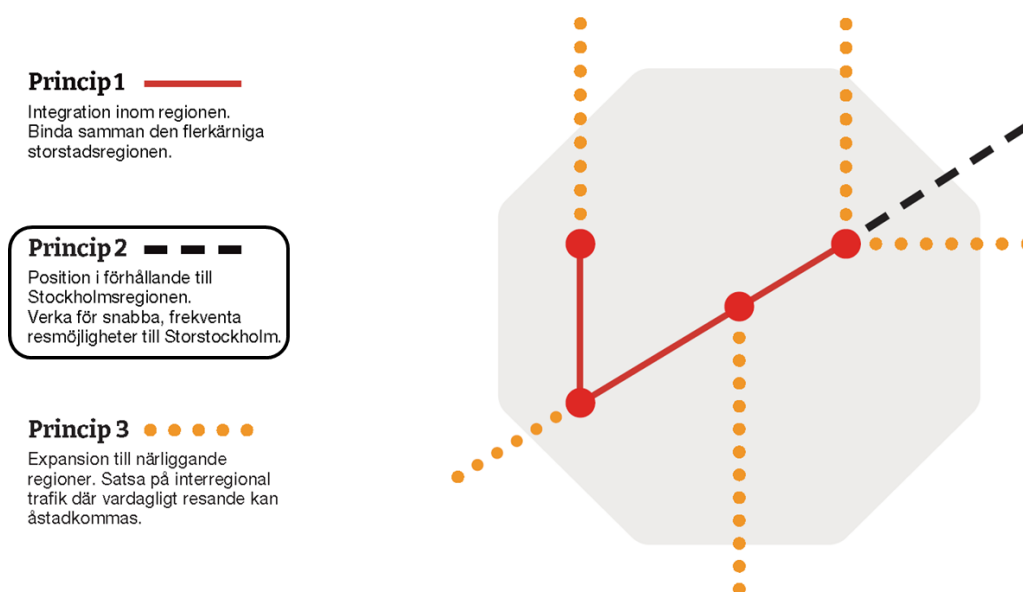 Princip 1
Integration inom regionen.
Binda samman den flerkärniga
storstadsregionen.
Princip 2
Position i förhållande till
Stockholmsregionen.
Verka för snabba, frekventa
resmöjligheter till Storstockholm.
Princip 3
Expansion till närliggande
regioner. Satsa på interregional
trafik där vardagligt resande kan
åstadkommas.